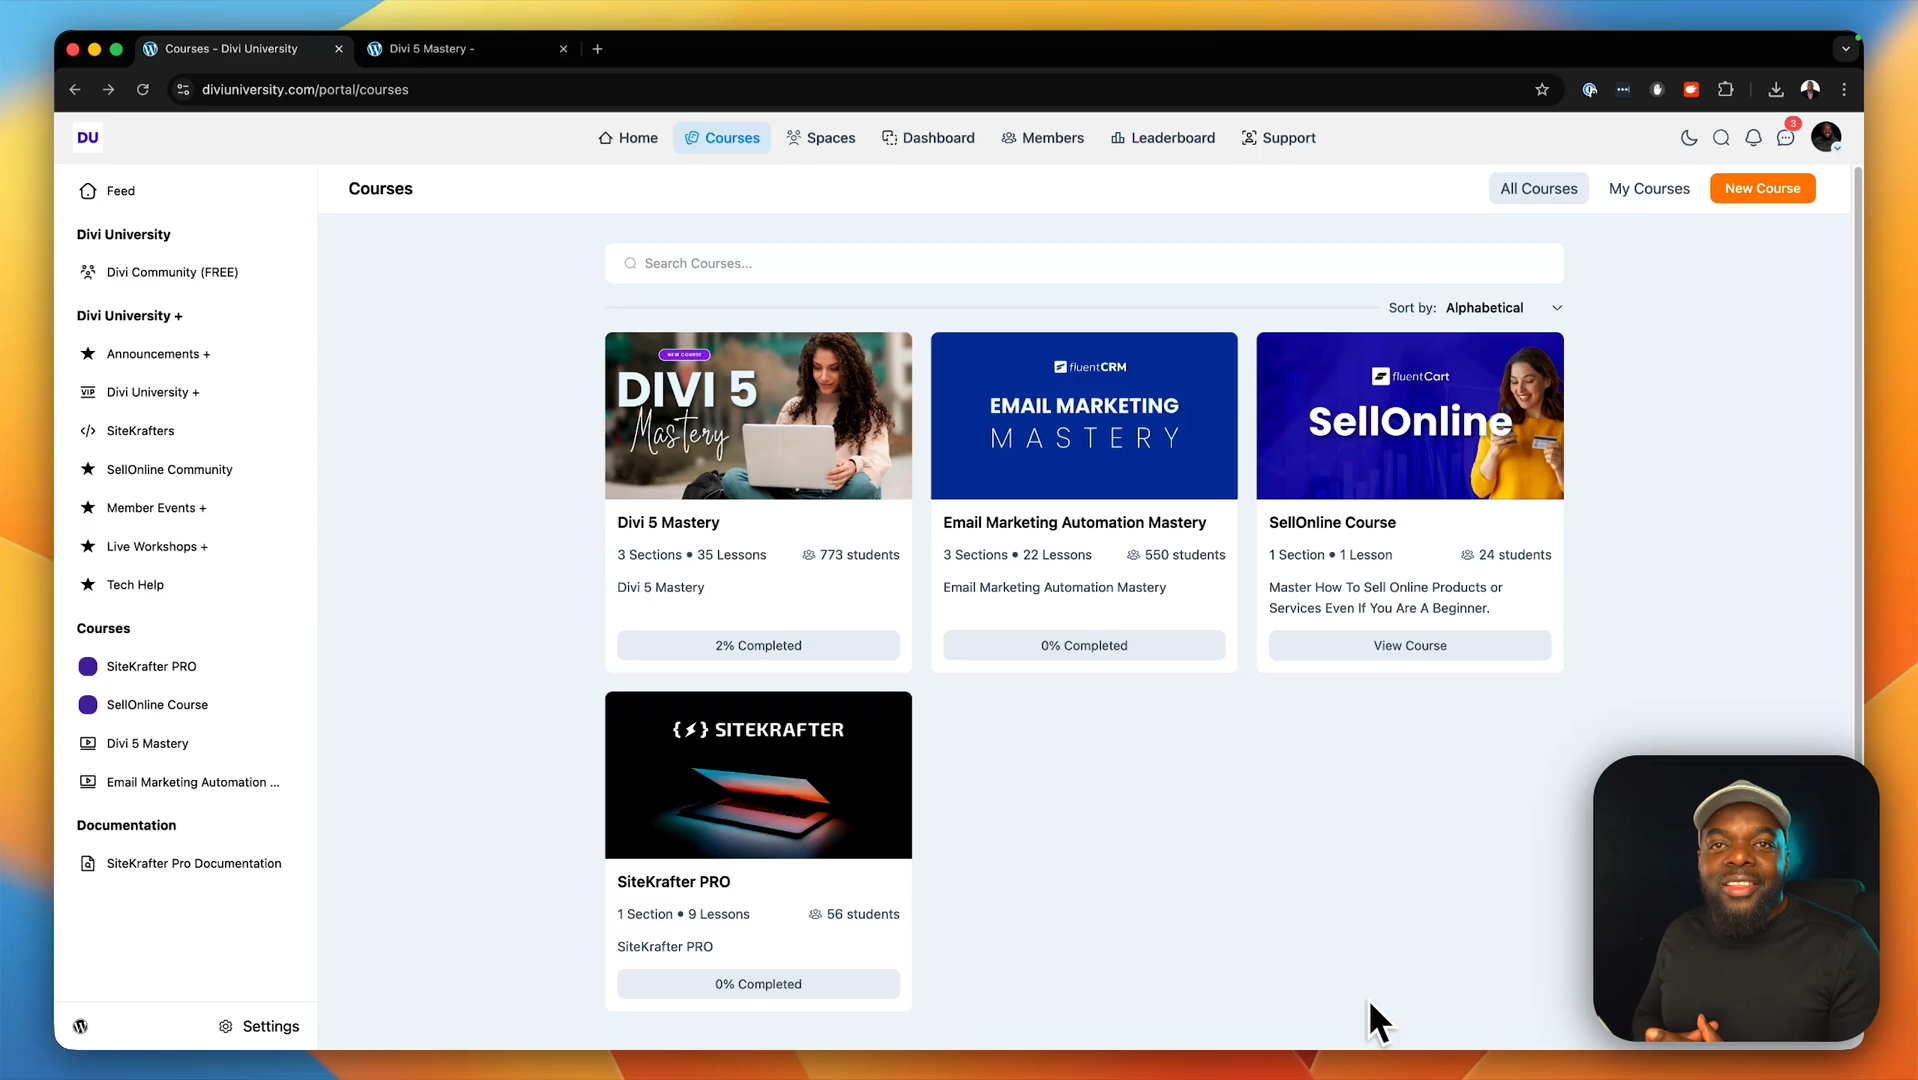 Courses - Divi University
Divi 5 Mastery -
diviuniversity.com/portal/courses
DU
Home
Courses
Spaces
Dashboard
Members
Leaderboard
Support
3
Feed
Divi University
Divi Community (FREE)
Divi University +
Announcements +
VIP
Divi University +
SiteKrafters
SellOnline Community
Member Events +
Live Workshops +
Tech Help
Courses
SiteKrafter PRO
SellOnline Course
Divi 5 Mastery
Email Marketing Automation ...
Documentation
SiteKrafter Pro Documentation
Settings
Courses
All Courses
My Courses
New Course
Search Courses...
Sort by: Alphabetical
NEW COURSE
DIVI 5
Mastery
Divi 5 Mastery
3 Sections • 35 Lessons
773 students
Divi 5 Mastery
2% Completed
fluentCRM
EMAIL MARKETING
MASTERY
Email Marketing Automation Mastery
3 Sections • 22 Lessons
550 students
Email Marketing Automation Mastery
0% Completed
fluentCart
SellOnline
SellOnline Course
1 Section • 1 Lesson
24 students
Master How To Sell Online Products or
Services Even If You Are A Beginner.
View Course
SITEKRAFTER
SiteKrafter PRO
1 Section • 9 Lessons
56 students
SiteKrafter PRO
0% Completed